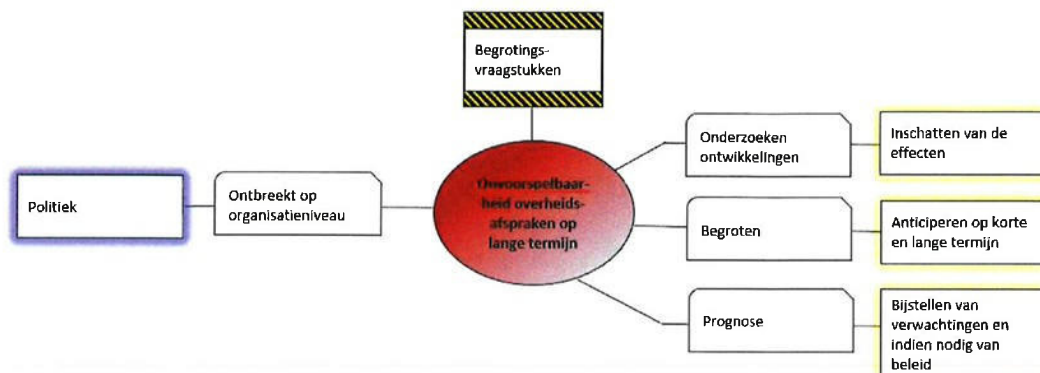 Begrotings-
vraagstukken
Politiek
Ontbreekt op
organisatieniveau
Onvoorspelbaar-
heid overheids-
afspraken op
lange termijn
Onderzoeken
ontwikkelingen
Inschatten van de
effecten
Begroten
Anticiperen op korte
en lange termijn
Prognose
Bijstellen van
verwachtingen en
indien nodig van
beleid